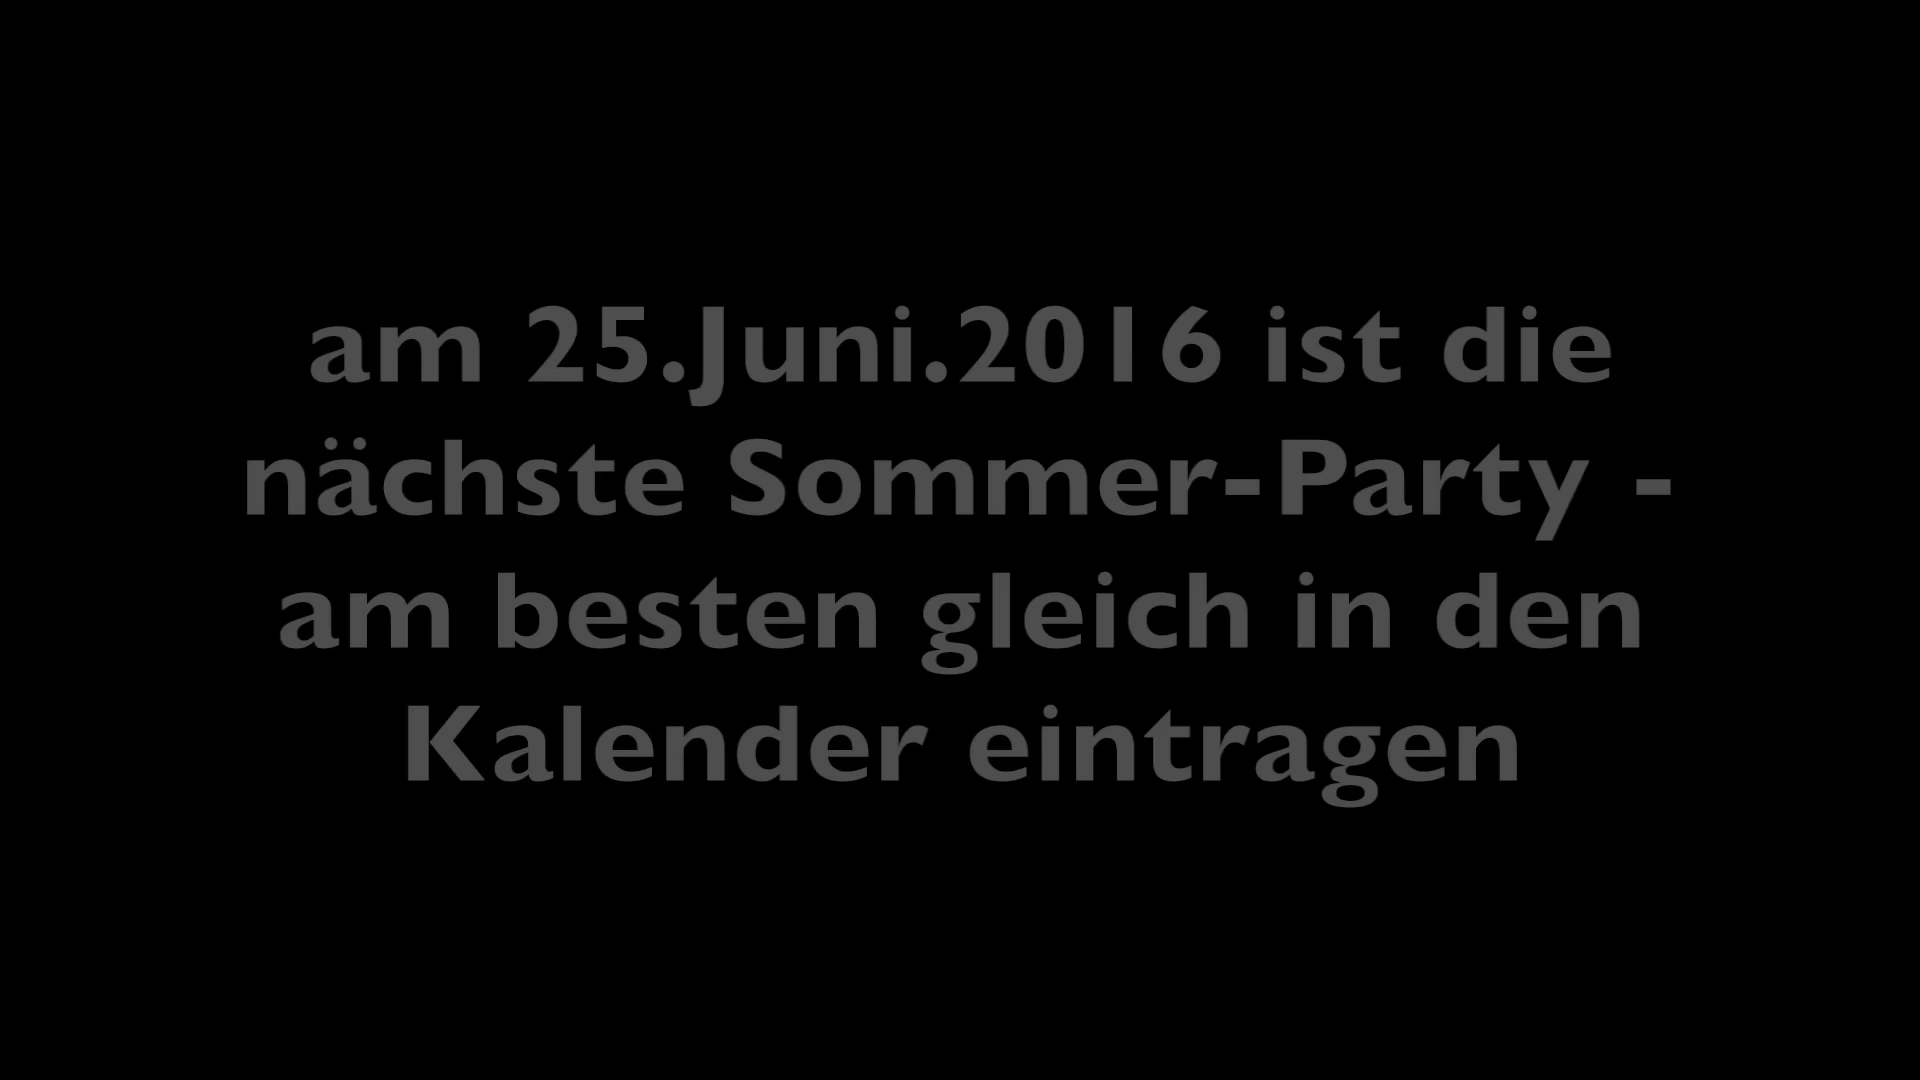 am 25.Juni.2016 ist die
nächste Sommer-Party -
am besten gleich in den
Kalender eintragen